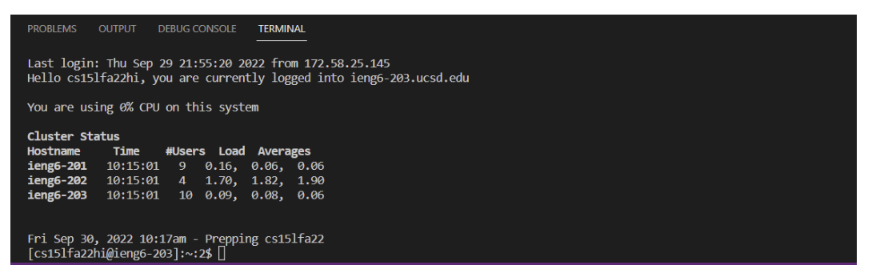 PROBLEMS OUTPUT DEBUG CONSOLE TERMINAL
Last login: Thu Sep 29 21:55:20 2022 from 172.58.25.145
Hello cs15lfa22hi, you are currently logged into ieng6-203.ucsd.edu
You are using 0% CPU on this system
Cluster Status
Hostname Time #Users Load Averages
ieng6-201 10:15:01 9 0.16, 0.06, 0.06
ieng6-202 10:15:01 4 1.70, 1.82, 1.90
ieng6-203 10:15:01 10 0.09, 0.08, 0.06
Fri Sep 30, 2022 10:17am - Prepping cs15lfa22
[cs15lfa22hi@ieng6-203]:~:2$